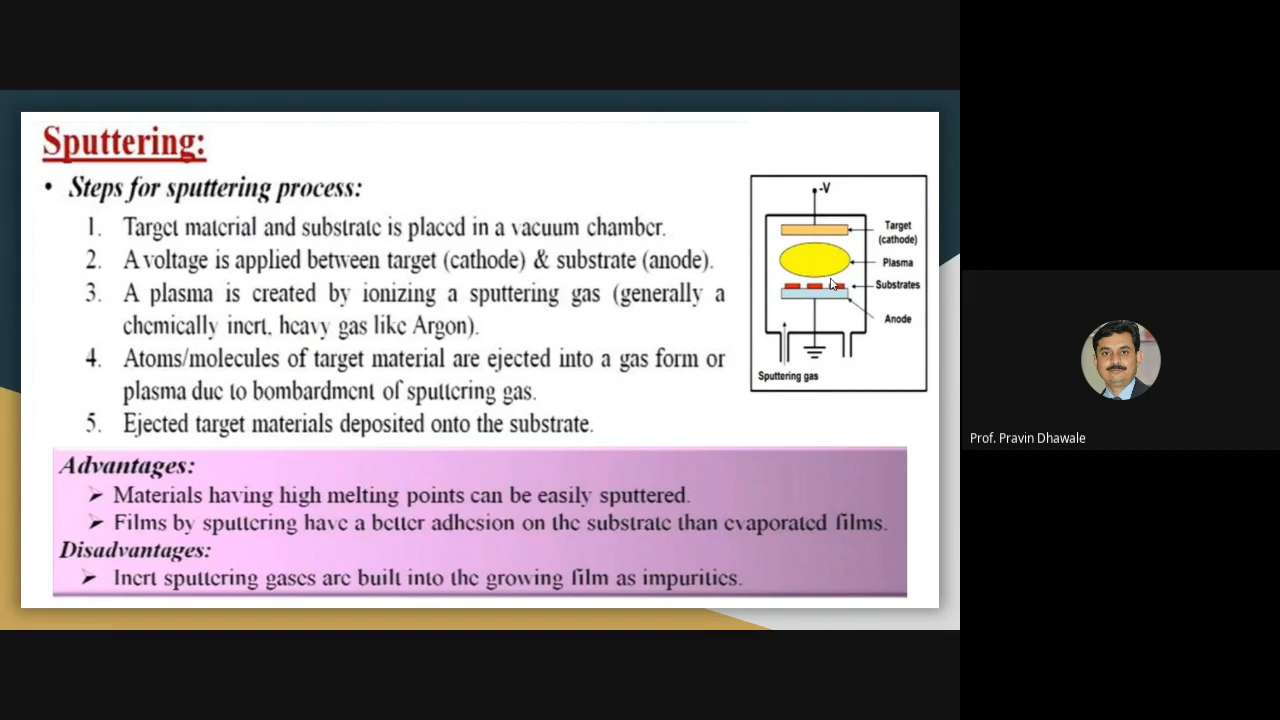 Sputtering:
• Steps for sputtering process:
1. Target material and substrate is placed in a vacuum chamber.
2. A voltage is applied between target (cathode) & substrate (anode).
3. A plasma is created by ionizing a sputtering gas (generally a
chemically inert, heavy gas like Argon).
4. Atoms/molecules of target material are ejected into a gas form or
plasma due to bombardment of sputtering gas.
5. Ejected target materials deposited onto the substrate.
-V
Target
(cathode)
Plasma
Substrates
Anode
Sputtering gas
Advantages:
➢ Materials having high melting points can be easily sputtered.
➢ Films by sputtering have a better adhesion on the substrate than evaporated films.
Disadvantages:
➢ Inert sputtering gases are built into the growing film as impurities.
Prof. Pravin Dhawale